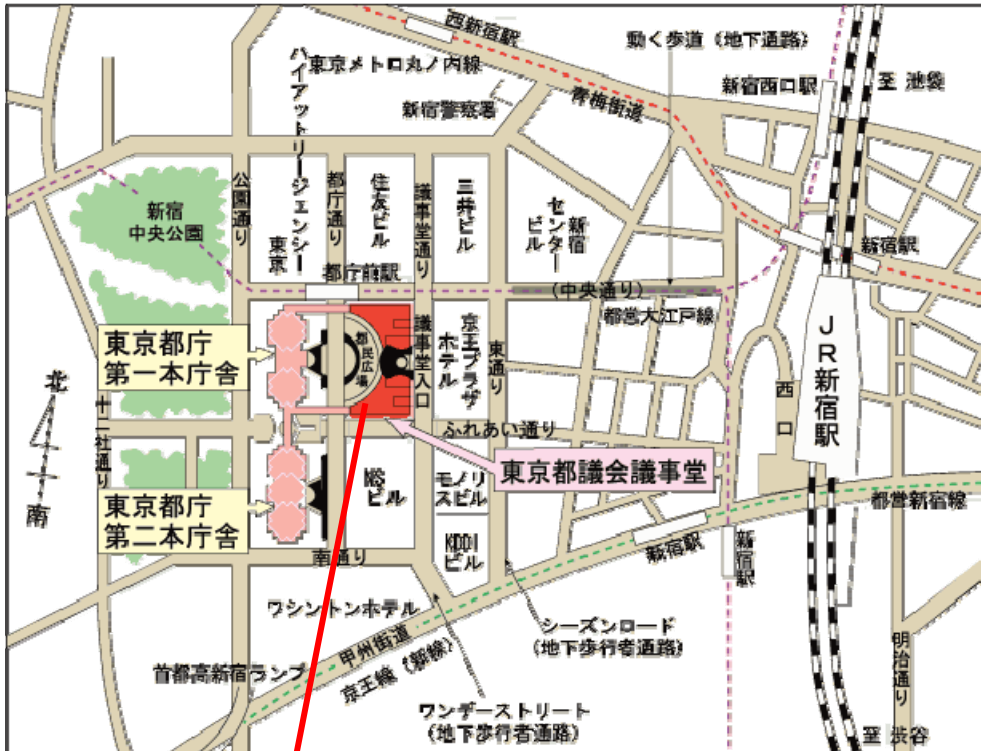 西新宿駅
動く歩道（地下通路）
ハイアットリージェンシー
東京
東京メトロ丸ノ内線
新宿警察署
青梅街道
新宿西口駅
至 池袋
新宿
中央公園
公園通り
都庁通り
住友ビル
議事堂通り
三井ビル
新宿
センター
ビル
新宿駅
都庁前駅
（中央通り）
都営大江戸線
東京都庁
第一本庁舎
都民広場
議事堂入口
京王プラザ
ホテル
東通り
JR新宿駅
西口
北
南
十二社通り
ふれあい通り
東京都議会議事堂
東京都庁
第二本庁舎
NSビル
モノリ
スビル
KDDI
ビル
都営新宿線
新宿駅
新宿駅
南通り
ワシントンホテル
シーズンロード
（地下歩行者通路）
甲州街道
京王線（新線）
首都高新宿ランプ
ワンデーストリート
（地下歩行者通路）
明治通り
至 渋谷